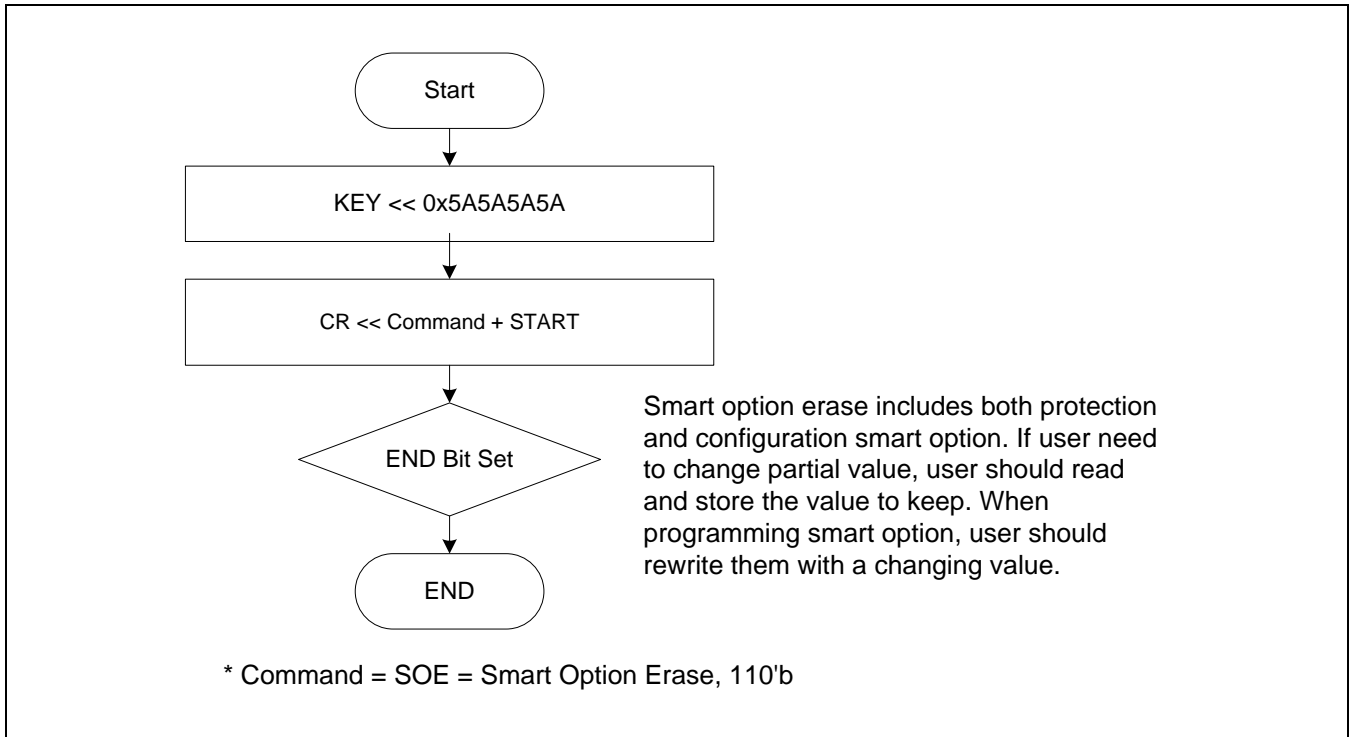 Start
KEY << 0x5A5A5A5A
CR << Command + START
END Bit Set
Smart option erase includes both protection
and configuration smart option. If user need
to change partial value, user should read
and store the value to keep. When
programming smart option, user should
rewrite them with a changing value.
END
* Command = SOE = Smart Option Erase, 110'b